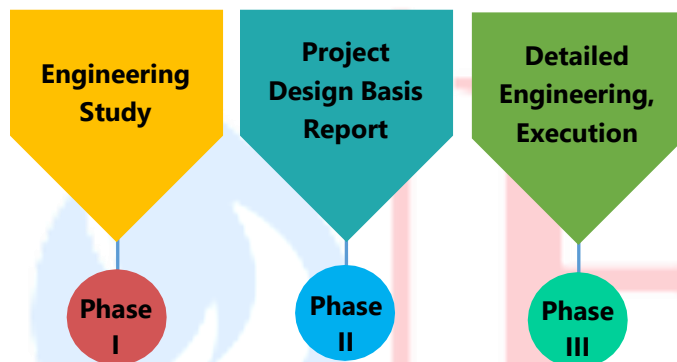 Engineering
Study
Project
Design Basis
Report
Detailed
Engineering,
Execution
Phase
I
Phase
II
Phase
III